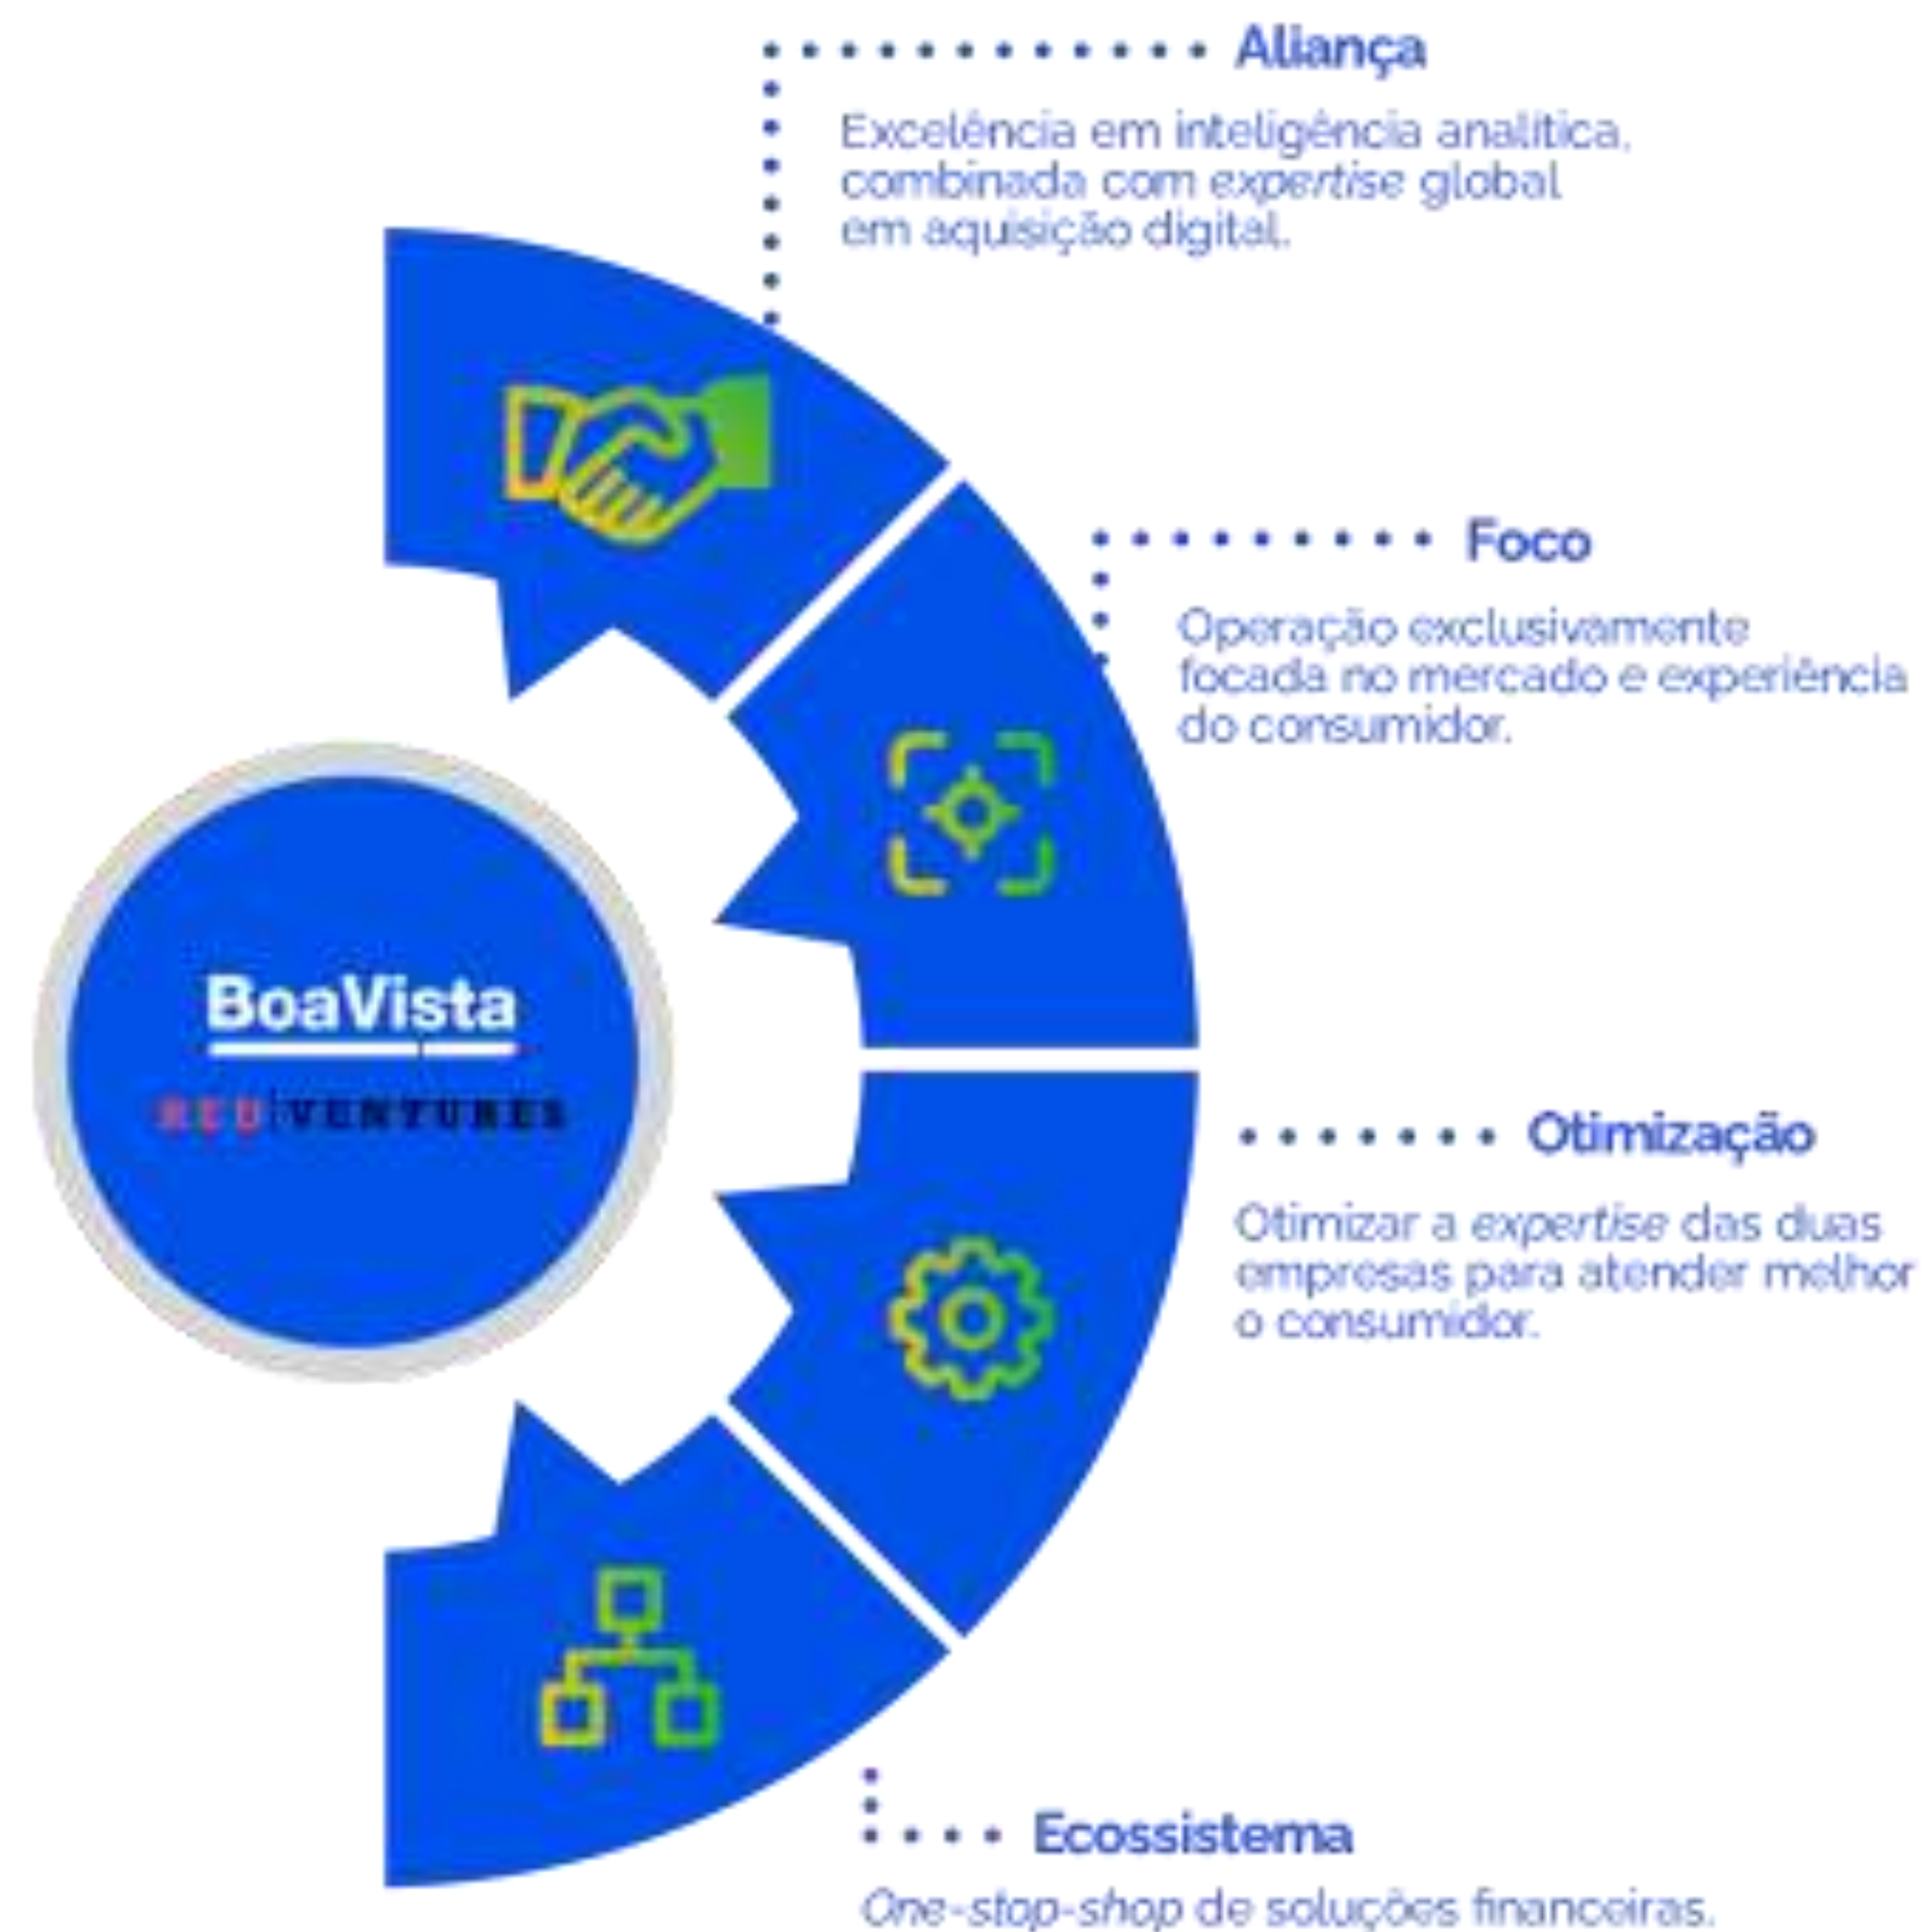 Aliança
Excelência em inteligência analítica,
combinada com expertise global
em aquisição digital.
Foco
Operação exclusivamente
focada no mercado e experiência
do consumidor.
BoaVista
RED VENTURES
Otimização
Otimizar a expertise das duas
empresas para atender melhor
o consumidor.
Ecossistema
One-stop-shop de soluções financeiras.